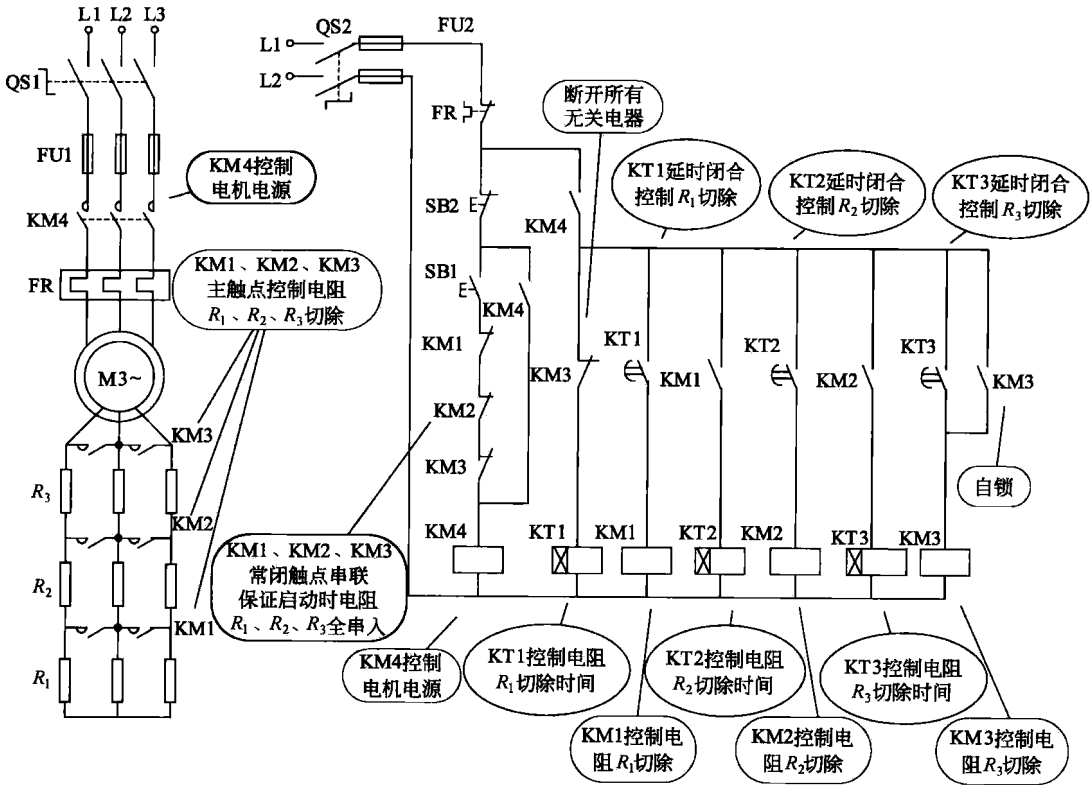 L1 L2 L3
QS1
FU1
KM4控制
电机电源
KM4
FR
KM1、KM2、KM3
主触点控制电阻
R₁、R₂、R₃切除
M3~
KM3
R₃
KM2
R₂
KM1
R₁
QS2
FU2
L1
L2
FR
断开所有
无关电器
KT1延时闭合
控制R₁切除
KT2延时闭合
控制R₂切除
KT3延时闭合
控制R₃切除
SB2
KM4
SB1
KM4
KM1
KM2
KM3
KM3
KT1
KM1
KT2
KM2
KT3
KM3
自锁
KM4
KT1
KM1
KT2
KM2
KT3
KM3
KM1、KM2、KM3
常闭触点串联
保证启动时电阻
R₁、R₂、R₃全串入
KM4控制
电机电源
KT1控制电阻
R₁切除时间
KT2控制电阻
R₂切除时间
KT3控制电阻
R₃切除时间
KM1控制电
阻R₁切除
KM2控制电
阻R₂切除
KM3控制电
阻R₃切除